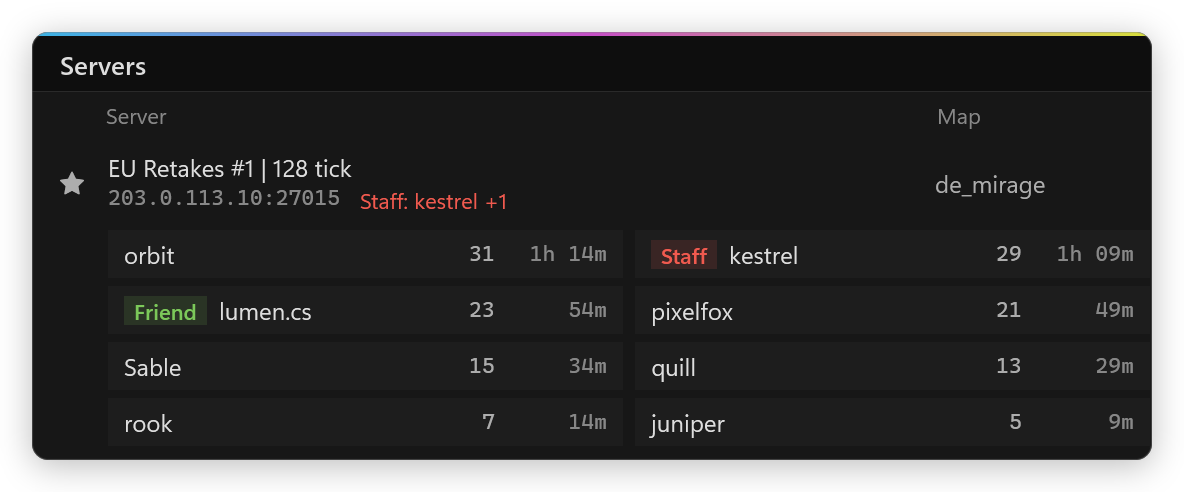 Servers
Server Map
EU Retakes #1 | 128 tick
203.0.113.10:27015 Staff: kestrel +1
de_mirage
orbit 31 1h 14m Staff kestrel 29 1h 09m
Friend lumen.cs 23 54m pixelfox 21 49m
Sable 15 34m quill 13 29m
rook 7 14m juniper 5 9m